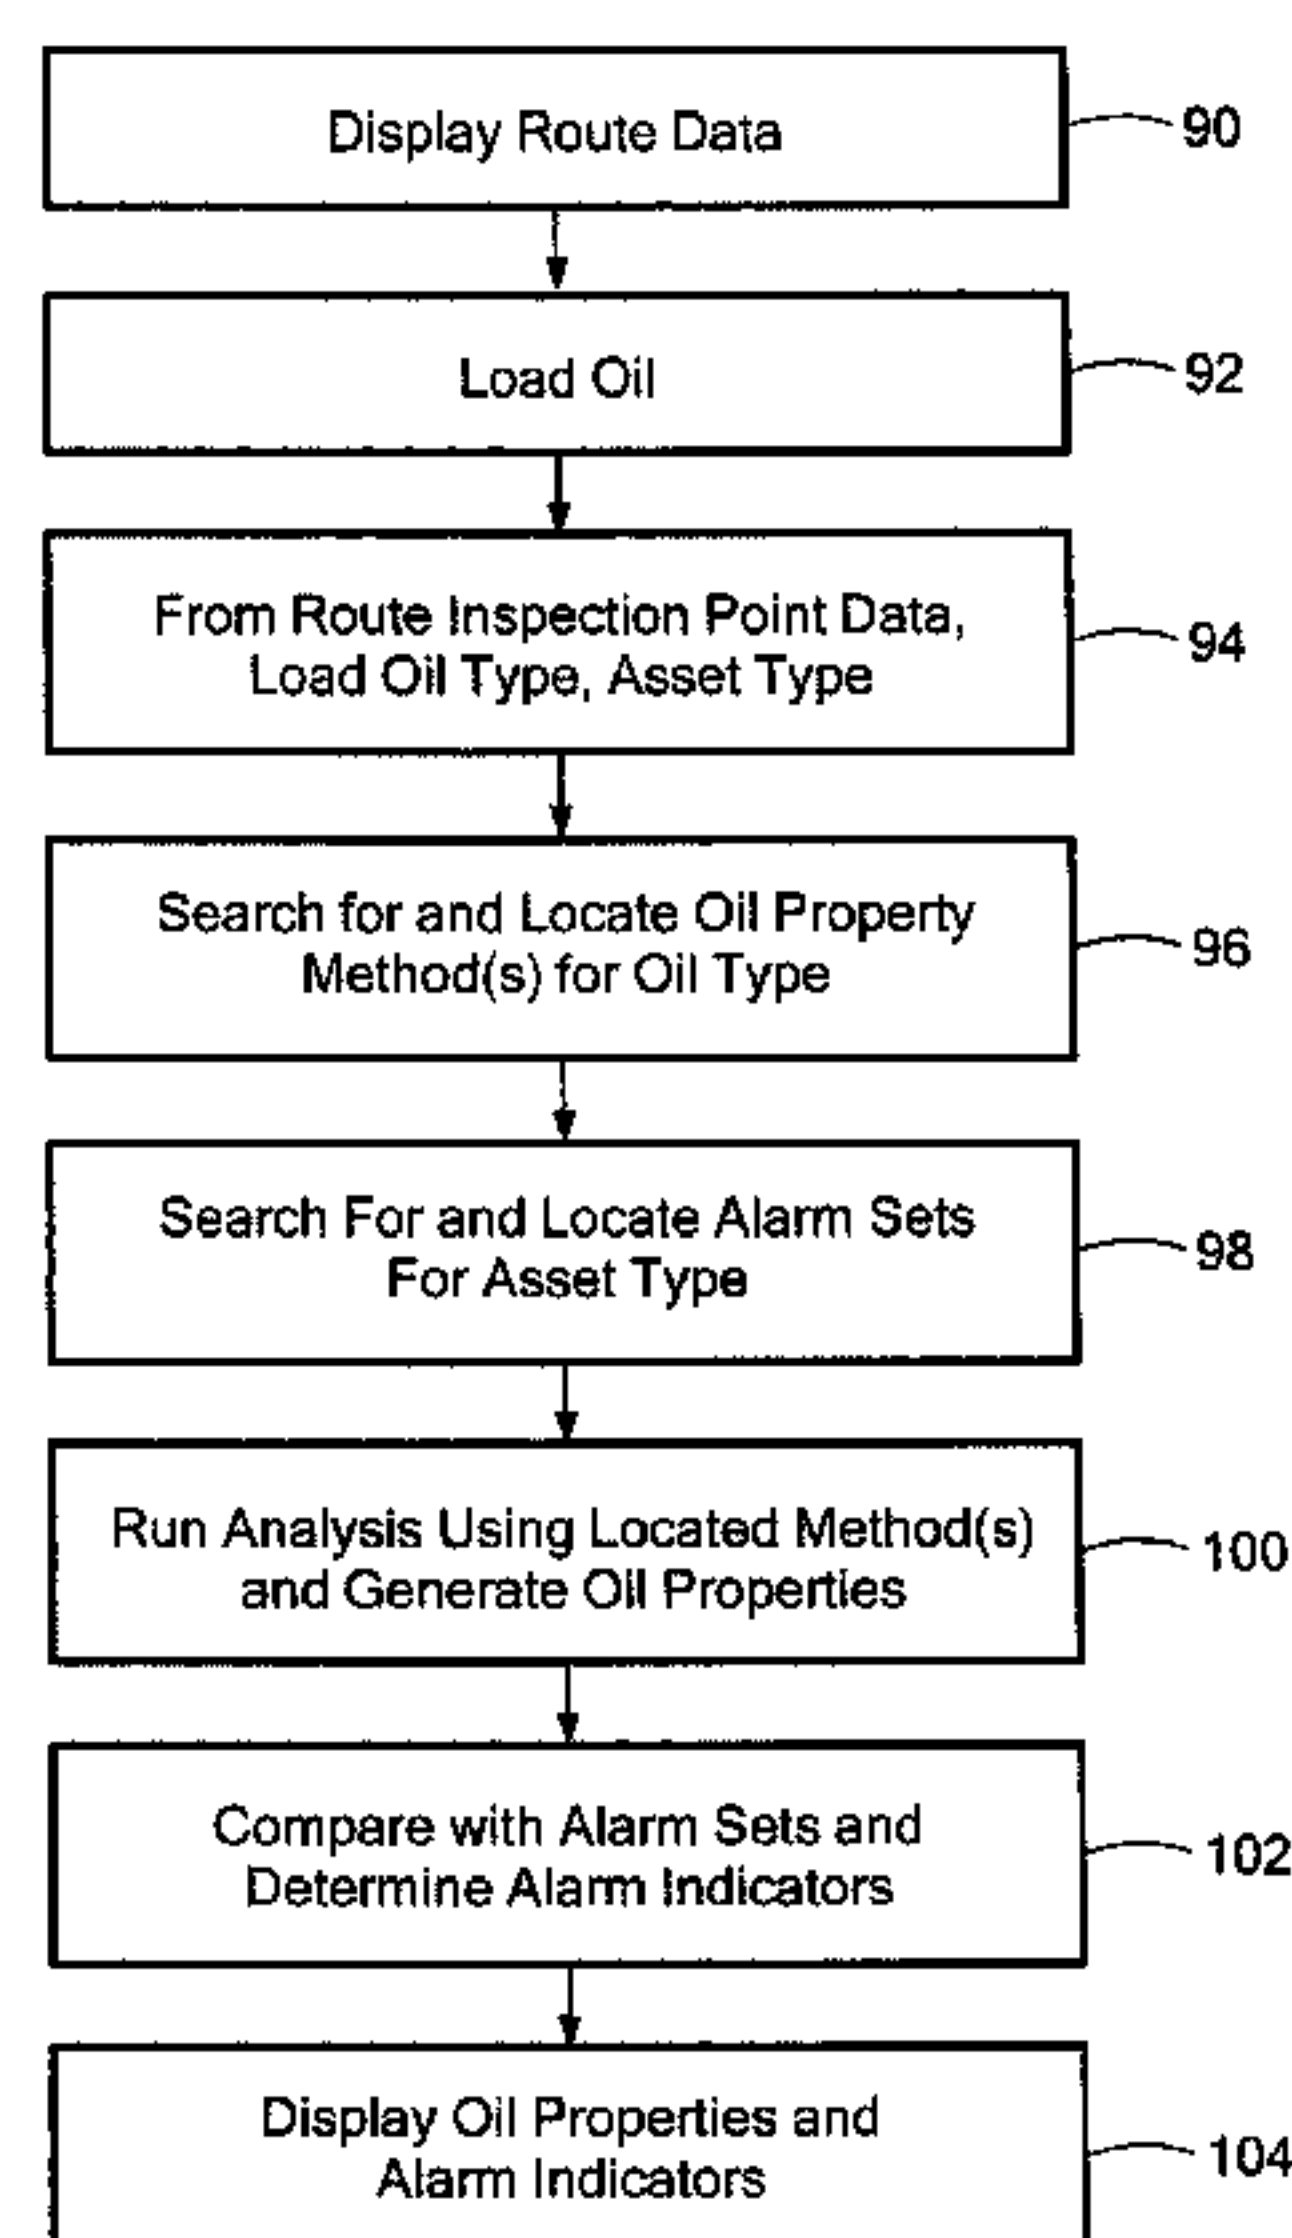 Display Route Data
90
Load Oil
92
From Route Inspection Point Data,
Load Oil Type, Asset Type
94
Search for and Locate Oil Property
Method(s) for Oil Type
96
Search For and Locate Alarm Sets
For Asset Type
98
Run Analysis Using Located Method(s)
and Generate Oil Properties
100
Compare with Alarm Sets and
Determine Alarm Indicators
102
Display Oil Properties and
Alarm Indicators
104